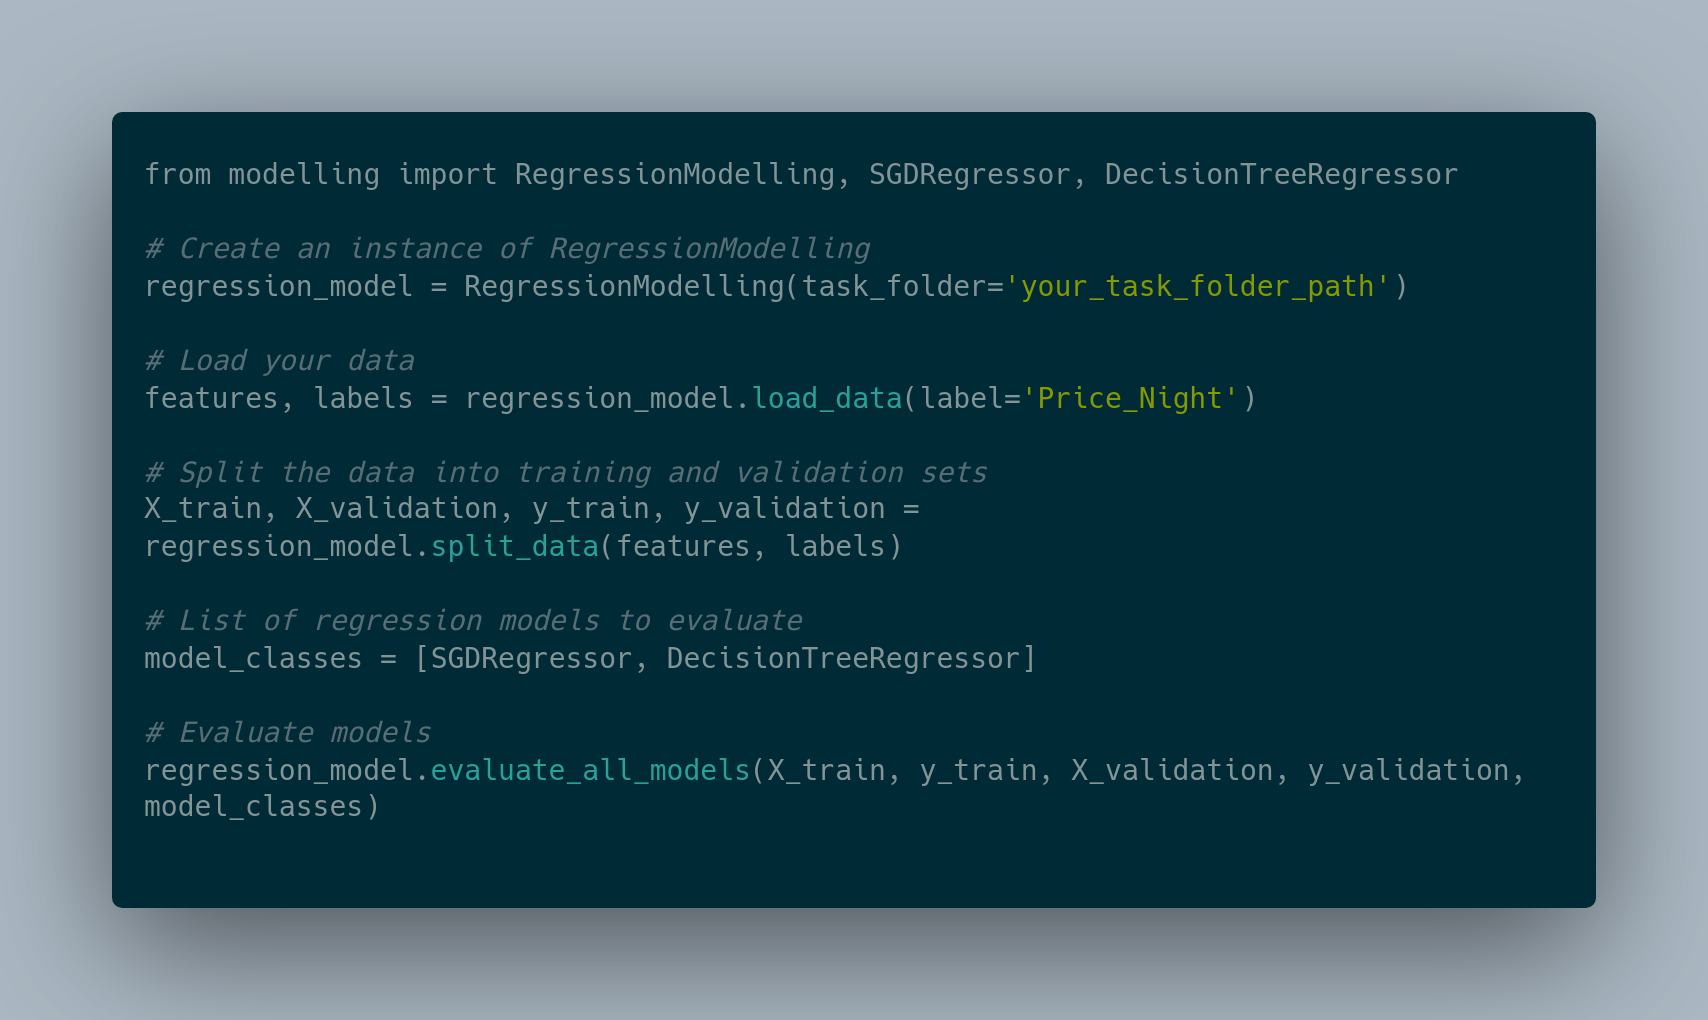 from modelling import RegressionModelling, SGDRegressor, DecisionTreeRegressor
# Create an instance of RegressionModelling
regression_model = RegressionModelling(task_folder='your_task_folder_path')
# Load your data
features, labels = regression_model.load_data(label='Price_Night')
# Split the data into training and validation sets
X_train, X_validation, y_train, y_validation =
regression_model.split_data(features, labels)
# List of regression models to evaluate
model_classes = [SGDRegressor, DecisionTreeRegressor]
# Evaluate models
regression_model.evaluate_all_models(X_train, y_train, X_validation, y_validation,
model_classes)